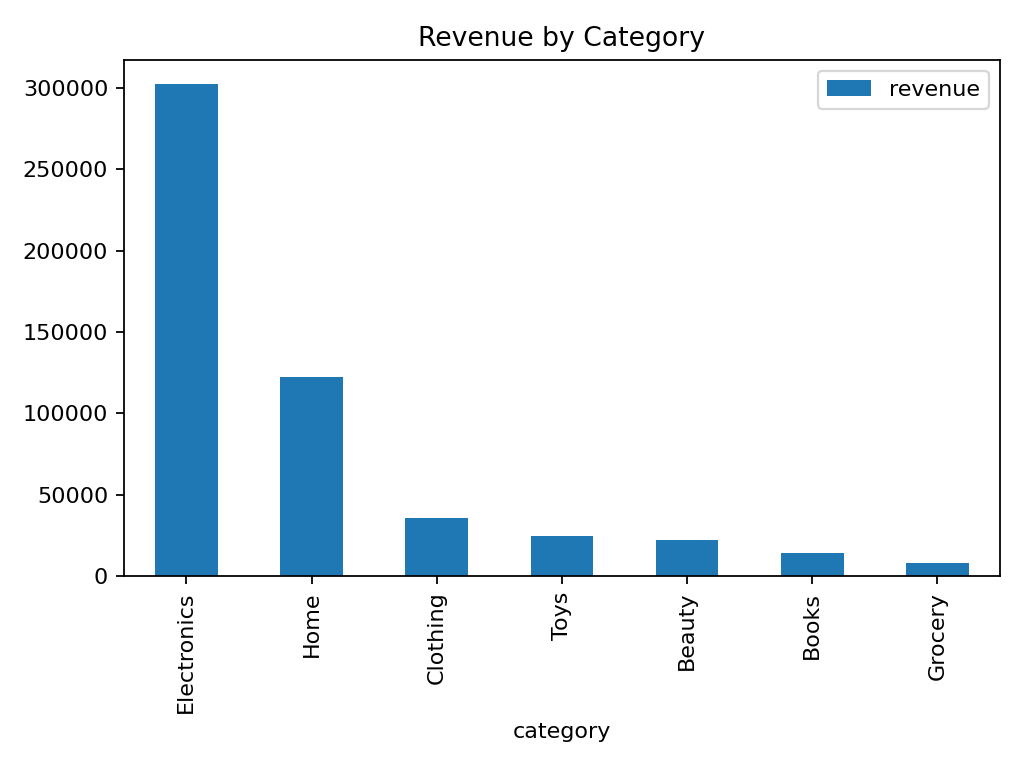 Revenue by Category
revenue
300000
250000
200000
150000
100000
50000
0
Electronics
Home
Clothing
Toys
Beauty
Books
Grocery
category